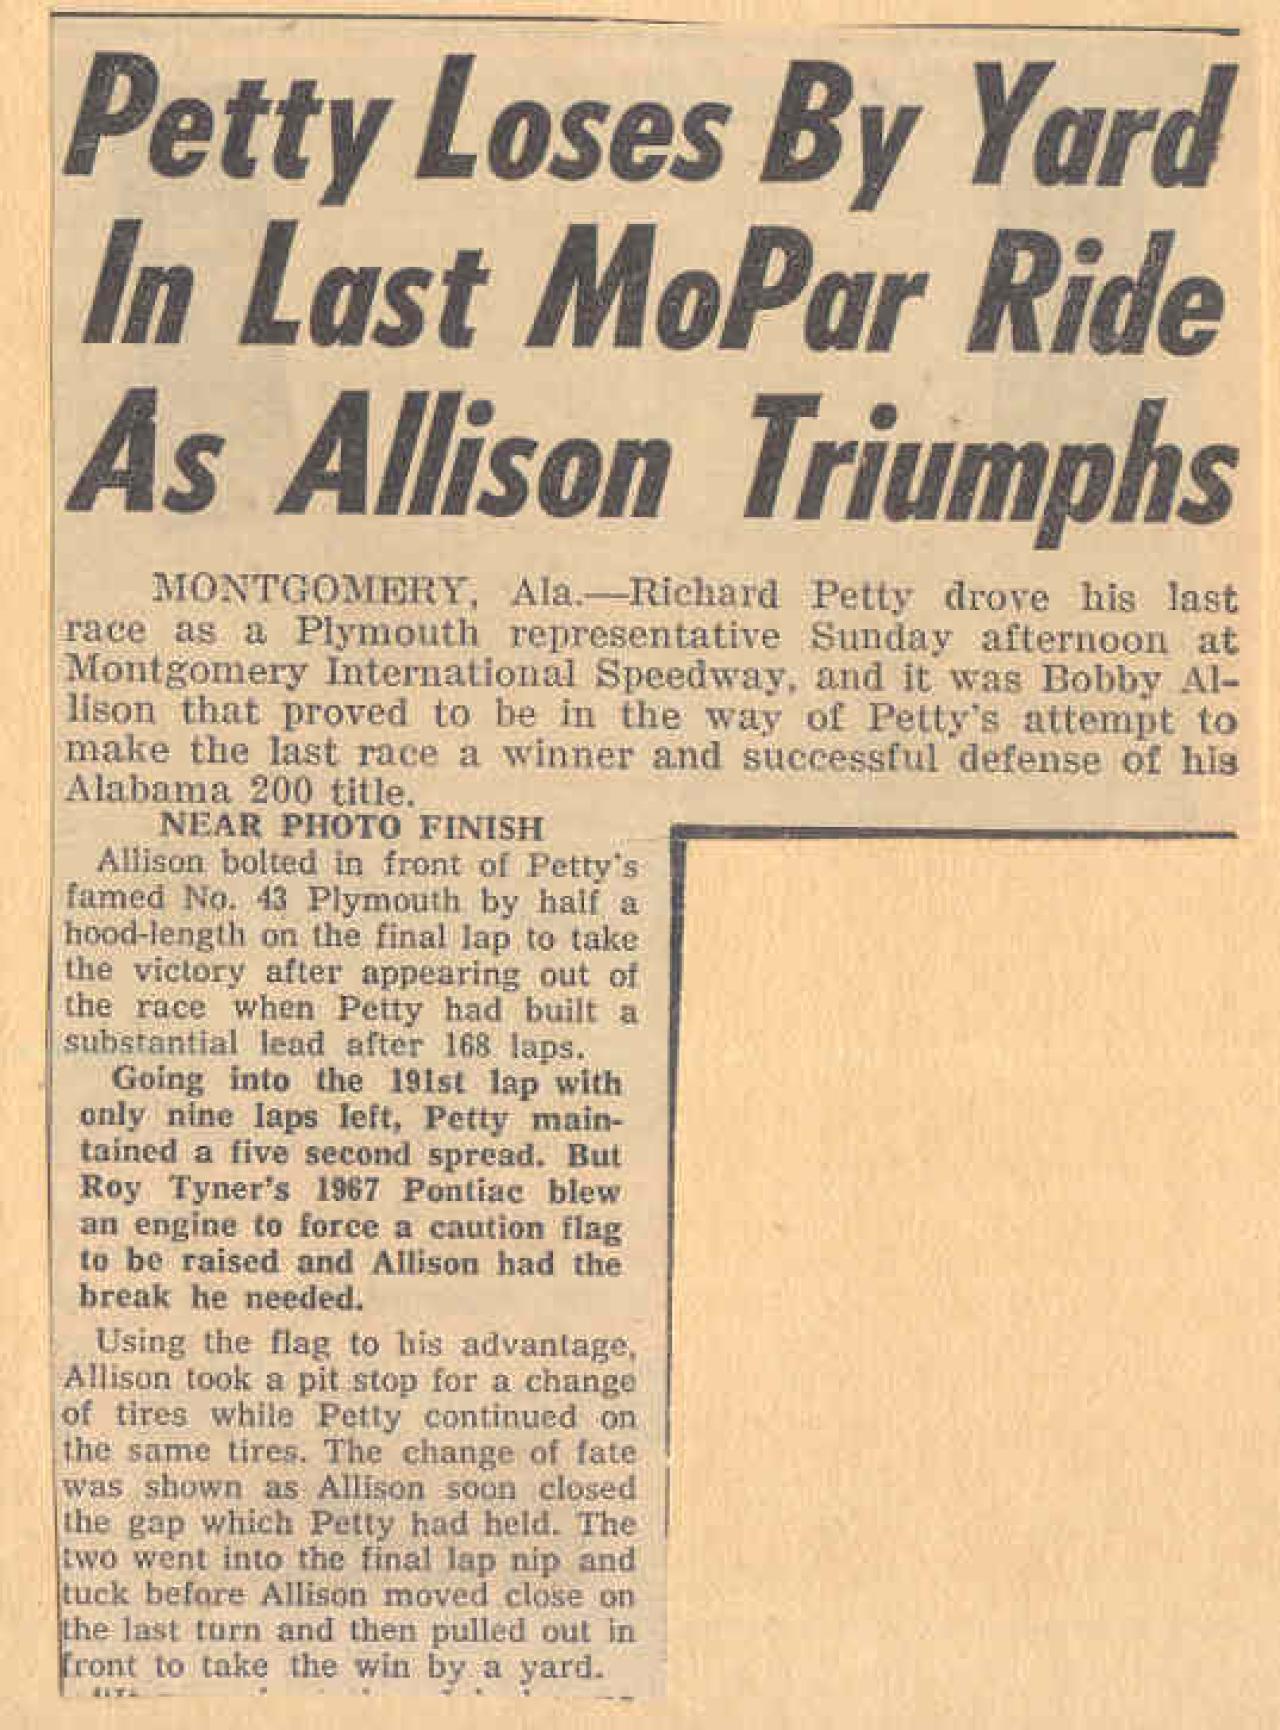 Petty Loses By Yard
In Last MoPar Ride
As Allison Triumphs
MONTGOMERY, Ala.—Richard Petty drove his last
race as a Plymouth representative Sunday afternoon at
Montgomery International Speedway, and it was Bobby Al-
lison that proved to be in the way of Petty's attempt to
make the last race a winner and successful defense of his
Alabama 200 title.
NEAR PHOTO FINISH
Allison bolted in front of Petty's
famed No. 43 Plymouth by half a
hood-length on the final lap to take
the victory after appearing out of
the race when Petty had built a
substantial lead after 168 laps.
Going into the 191st lap with
only nine laps left, Petty main-
tained a five second spread. But
Roy Tyner's 1967 Pontiac blew
an engine to force a caution flag
to be raised and Allison had the
break he needed.
Using the flag to his advantage,
Allison took a pit stop for a change
of tires while Petty continued on
the same tires. The change of fate
was shown as Allison soon closed
the gap which Petty had held. The
two went into the final lap nip and
tuck before Allison moved close on
the last turn and then pulled out in
front to take the win by a yard.